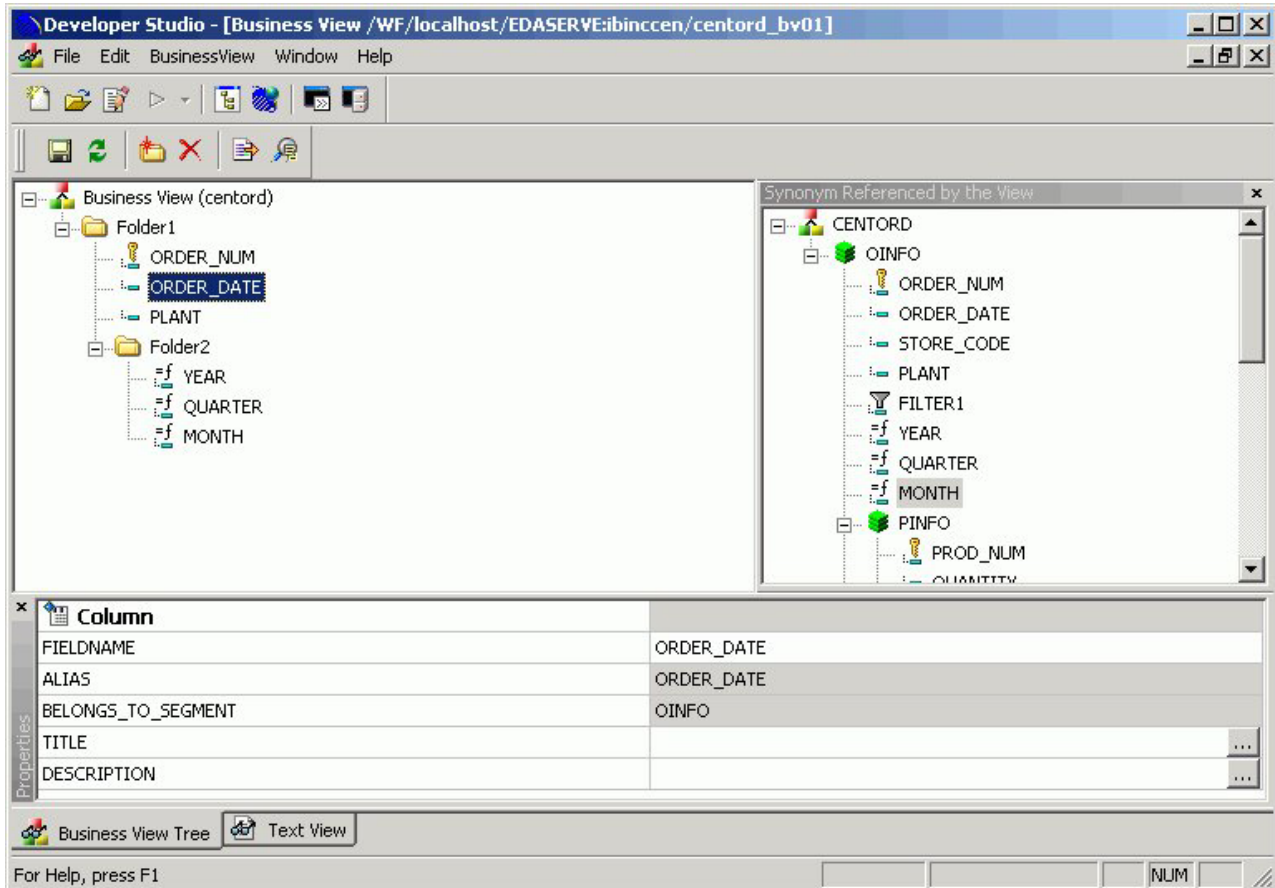 Developer Studio - [Business View /WF/localhost/EDASERVE:ibinccen/centord_bv01]
File Edit BusinessView Window Help
Business View (centord)
Folder1
ORDER_NUM
ORDER_DATE
PLANT
Folder2
YEAR
QUARTER
MONTH
Synonym Referenced by the View
CENTORD
OINFO
ORDER_NUM
ORDER_DATE
STORE_CODE
PLANT
FILTER1
YEAR
QUARTER
MONTH
PINFO
PROD_NUM
QUANTITY
Properties
Column
FIELDNAME ORDER_DATE
ALIAS ORDER_DATE
BELONGS_TO_SEGMENT OINFO
TITLE ...
DESCRIPTION ...
Business View Tree Text View
For Help, press F1 NUM